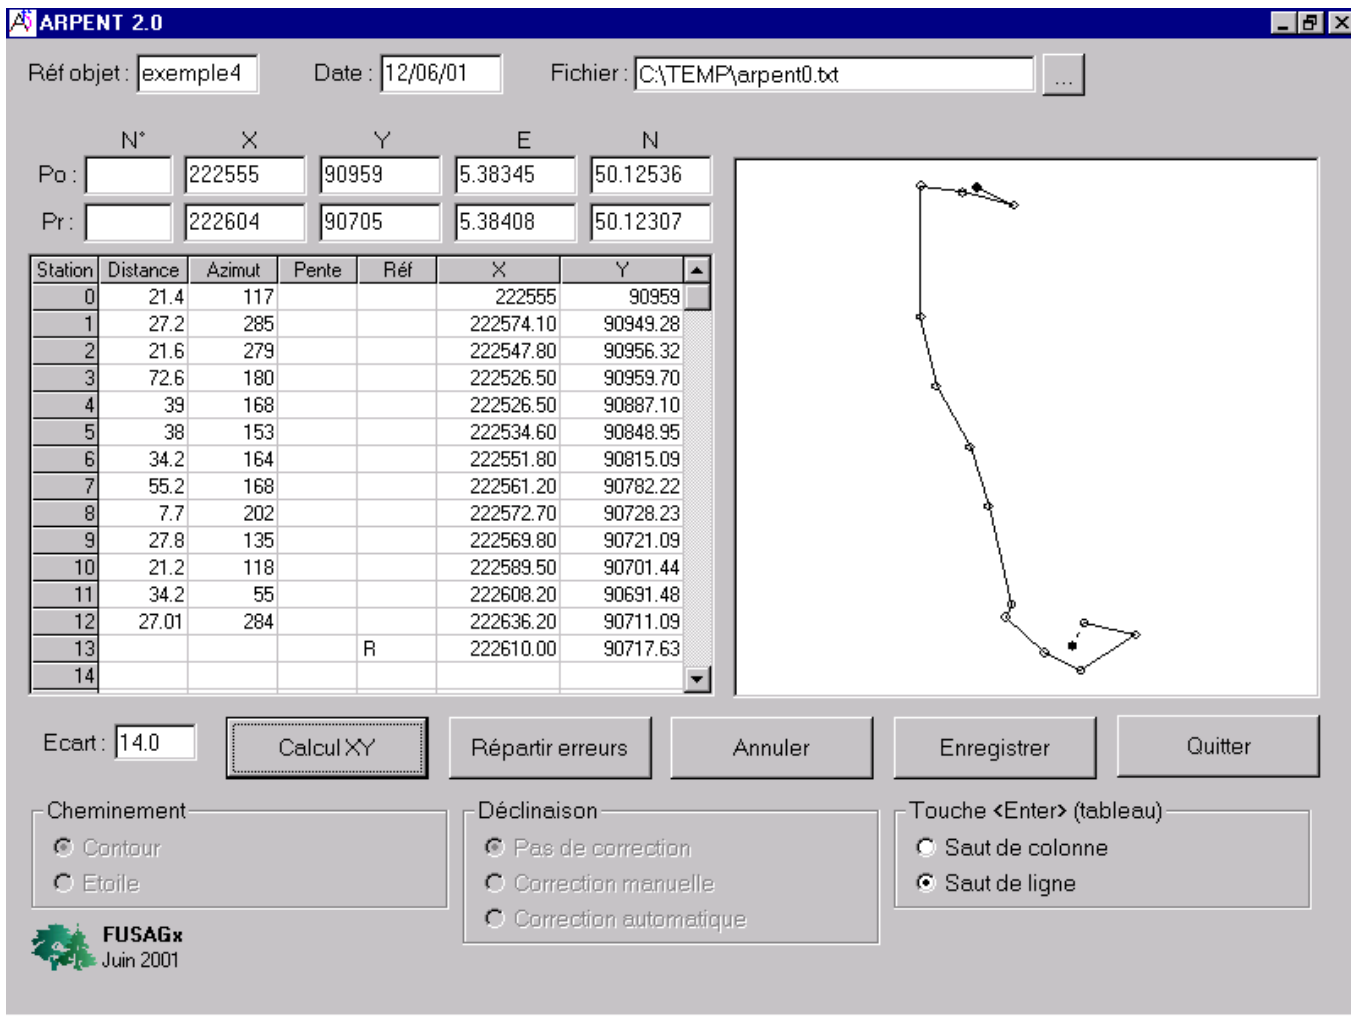 ARPENT 2.0
Réf objet : exemple4 Date : 12/06/01 Fichier : C:\TEMP\arpent0.txt ...
N° X Y E N
Po : 222555 90959 5.38345 50.12536
Pr : 222604 90705 5.38408 50.12307
Station Distance Azimut Pente Réf X Y
0 21.4 117 222555 90959
1 27.2 285 222574.10 90949.28
2 21.6 279 222547.80 90956.32
3 72.6 180 222526.50 90959.70
4 39 168 222526.50 90887.10
5 38 153 222534.60 90848.95
6 34.2 164 222551.80 90815.09
7 55.2 168 222561.20 90782.22
8 7.7 202 222572.70 90728.23
9 27.8 135 222569.80 90721.09
10 21.2 118 222589.50 90701.44
11 34.2 55 222608.20 90691.48
12 27.01 284 222636.20 90711.09
13 R 222610.00 90717.63
14
Ecart : 14.0 Calcul XY Répartir erreurs Annuler Enregistrer Quitter
Cheminement
Contour
Etoile
Déclinaison
Pas de correction
Correction manuelle
Correction automatique
Touche <Enter> (tableau)
Saut de colonne
Saut de ligne
FUSAGx
Juin 2001